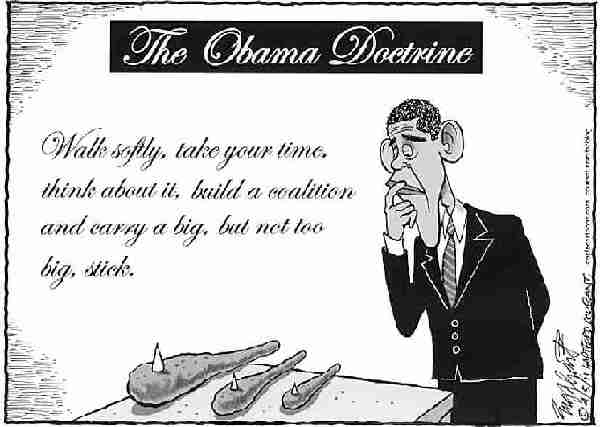 The Obama Doctrine
Walk softly, take your time,
think about it, build a coalition
and carry a big, but not too
big, stick.